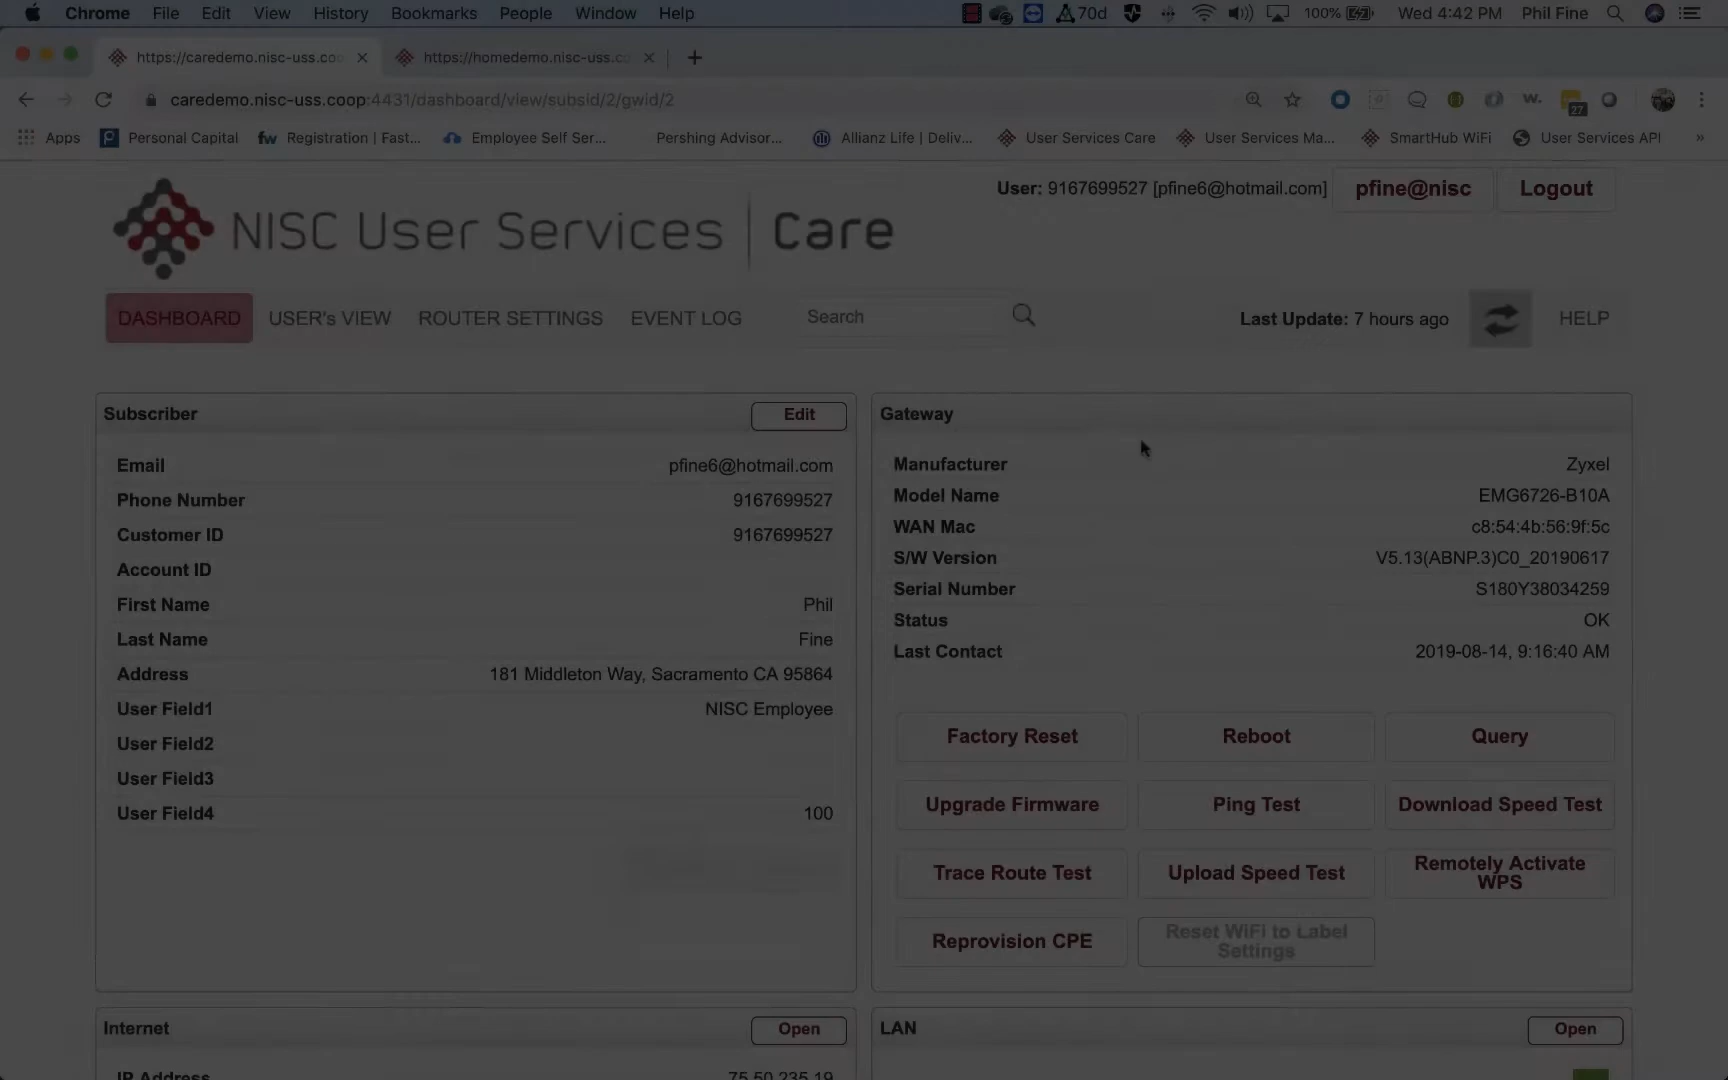 Chrome File Edit View History Bookmarks People Window Help 70d 100% Wed 4:42 PM Phil Fine
https://caredemo.nisc-uss.coo https://homedemo.nisc-uss.co
caredemo.nisc-uss.coop:4431/dashboard/view/subsid/2/gwid/2 W. 27
Apps Personal Capital fw Registration | Fast... Employee Self Ser... Pershing Advisor... Allianz Life | Deliv... User Services Care User Services Ma... SmartHub WiFi User Services API »
User: 9167699527 [pfine6@hotmail.com] pfine@nisc Logout
NISC User Services | Care
DASHBOARD USER's VIEW ROUTER SETTINGS EVENT LOG Search Last Update: 7 hours ago HELP
Subscriber Edit
Email pfine6@hotmail.com
Phone Number 9167699527
Customer ID 9167699527
Account ID
First Name Phil
Last Name Fine
Address 181 Middleton Way, Sacramento CA 95864
User Field1 NISC Employee
User Field2
User Field3
User Field4 100
Gateway
Manufacturer Zyxel
Model Name EMG6726-B10A
WAN Mac c8:54:4b:56:9f:5c
S/W Version V5.13(ABNP.3)C0_20190617
Serial Number S180Y38034259
Status OK
Last Contact 2019-08-14, 9:16:40 AM
Factory Reset Reboot Query
Upgrade Firmware Ping Test Download Speed Test
Trace Route Test Upload Speed Test Remotely Activate
WPS
Reprovision CPE Reset WiFi to Label
Settings
Internet Open
IP Address 75.50.235.19
LAN Open